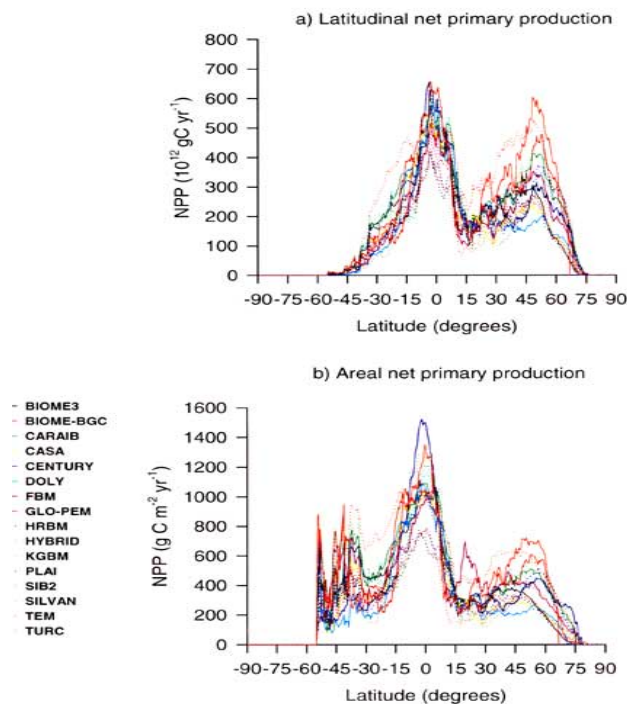 a) Latitudinal net primary production
800
700
600
500
400
300
200
100
0
NPP (10¹² gC yr⁻¹)
-90 -75 -60 -45 -30 -15 0 15 30 45 60 75 90
Latitude (degrees)
b) Areal net primary production
BIOME3
BIOME-BGC
CARAIB
CASA
CENTURY
DOLY
FBM
GLO-PEM
HRBM
HYBRID
KGBM
PLAI
SIB2
SILVAN
TEM
TURC
1600
1400
1200
1000
800
600
400
200
0
NPP (g C m⁻² yr⁻¹)
-90 -75 -60 -45 -30 -15 0 15 30 45 60 75 90
Latitude (degrees)